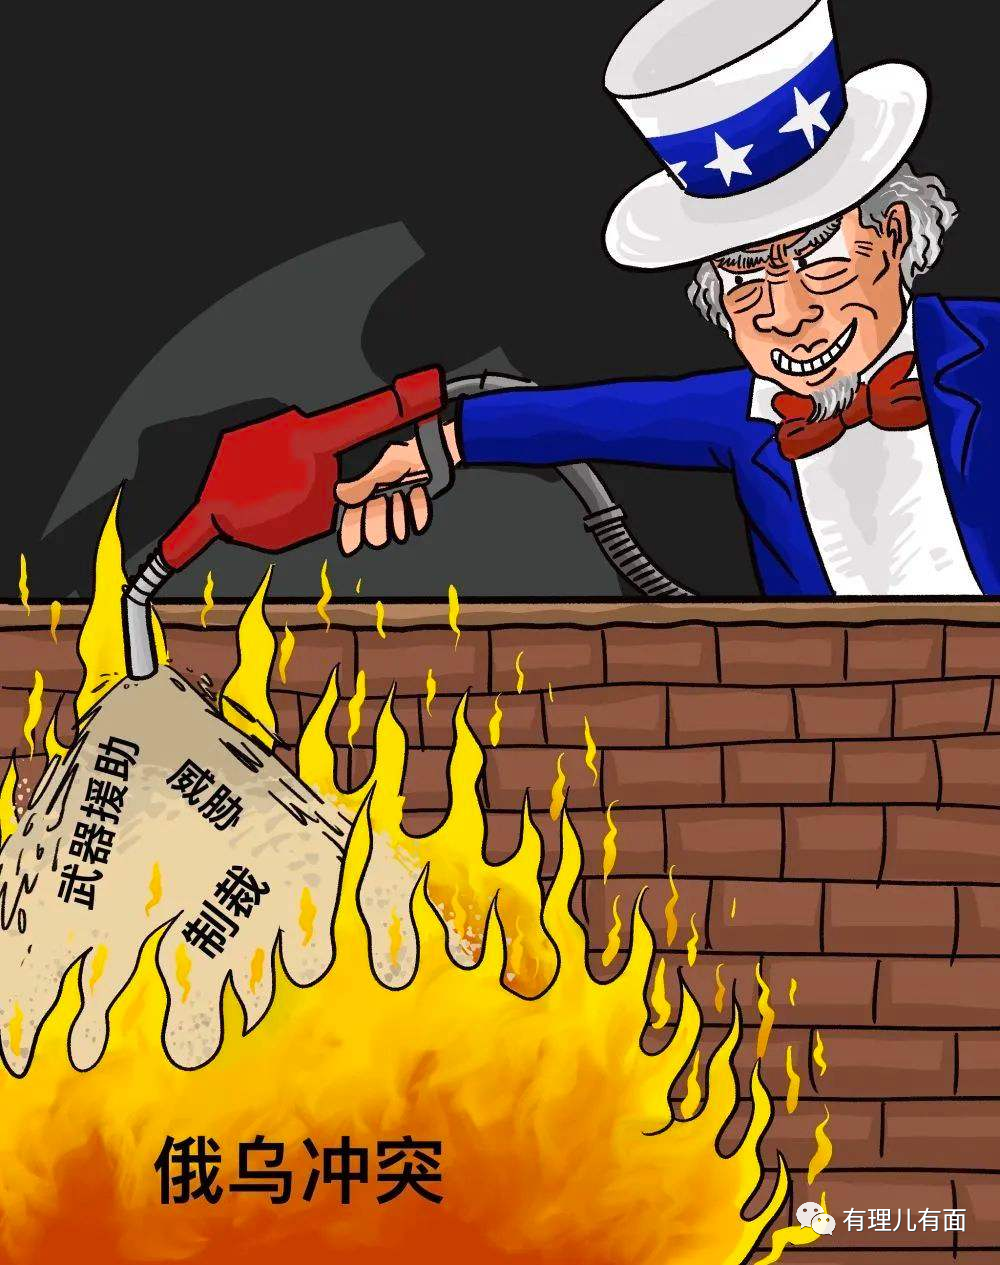 武器援助
威胁
制裁
俄乌冲突
有理儿有面